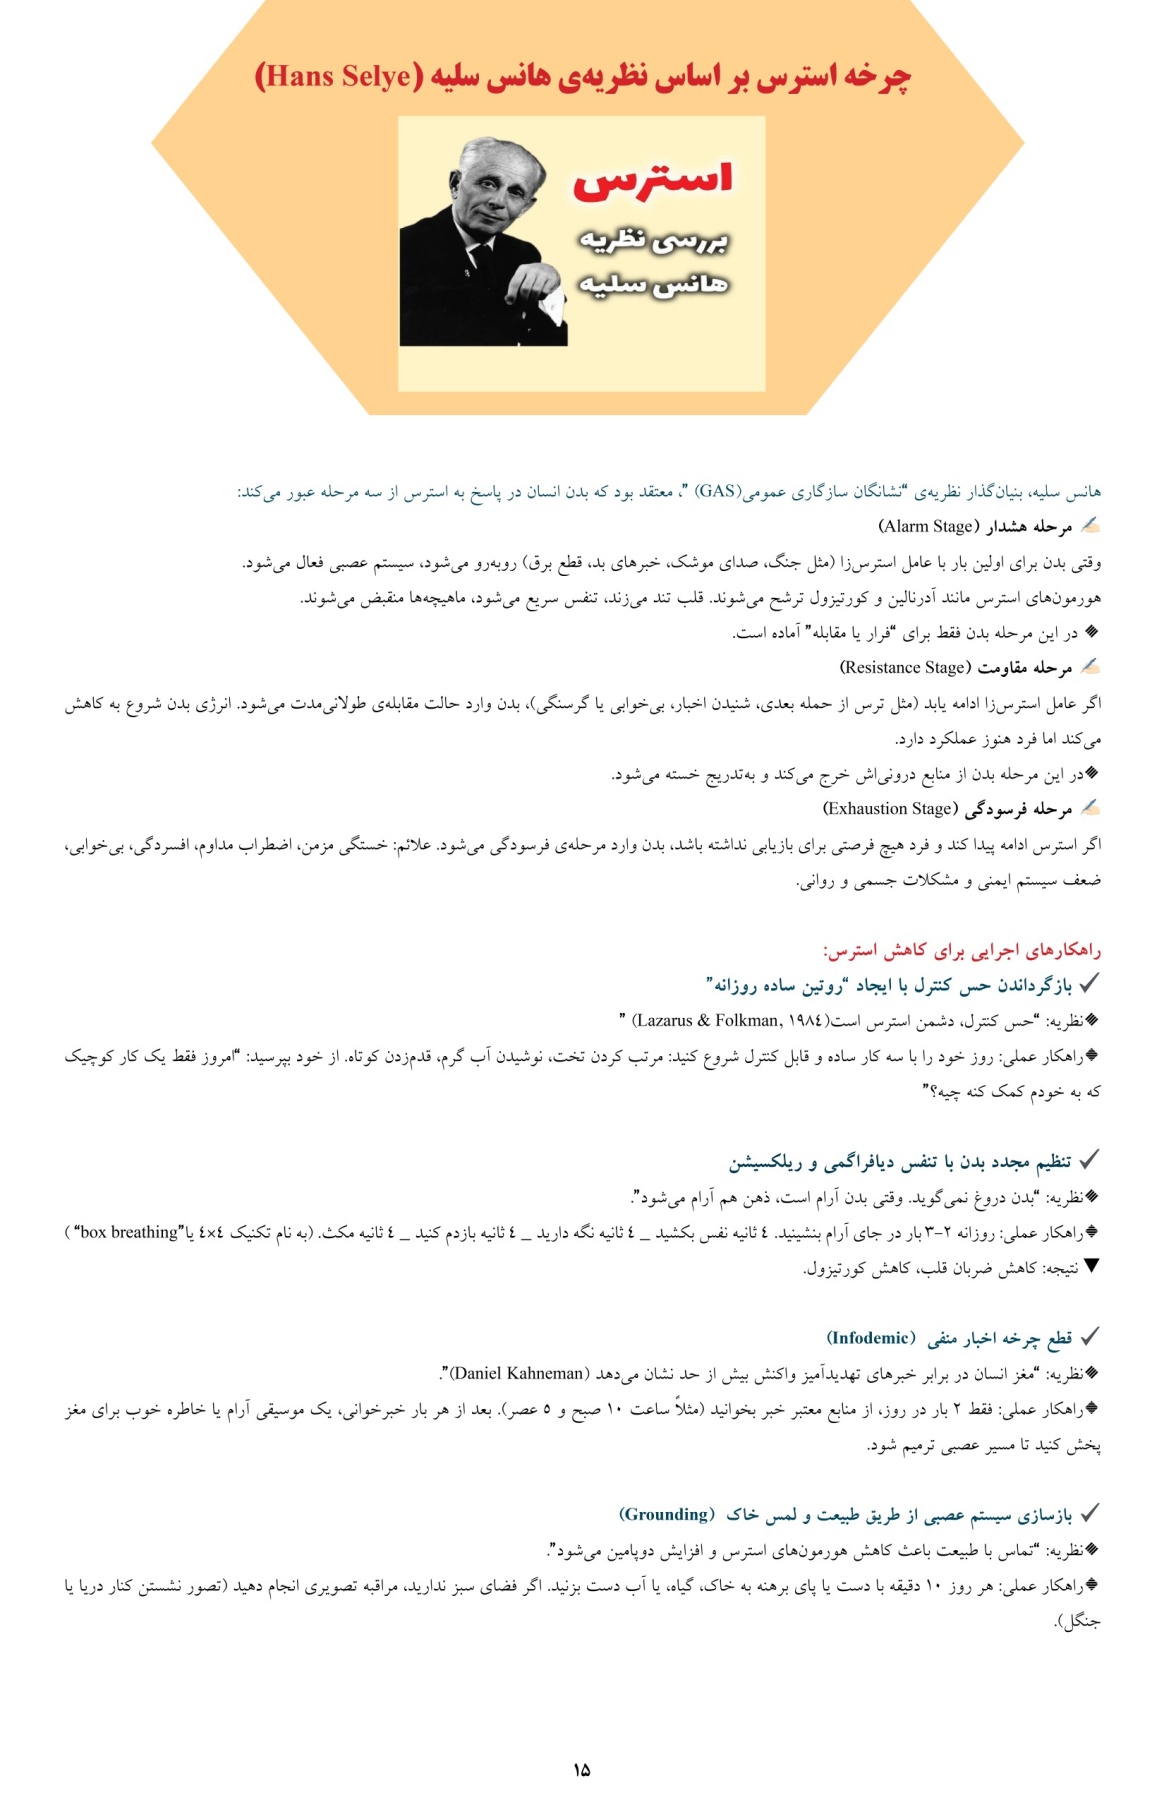 چرخه استرس بر اساس نظریه‌ی هانس سلیه (Hans Selye)
استرس
بررسی نظریه
هانس سلیه
هانس سلیه، بنیان‌گذار نظریه‌ی “نشانگان سازگاری عمومی(GAS) ”، معتقد بود که بدن انسان در پاسخ به استرس از سه مرحله عبور می‌کند:
✍🏻 مرحله هشدار (Alarm Stage)
وقتی بدن برای اولین بار با عامل استرس‌زا (مثل جنگ، صدای موشک، خبرهای بد، قطع برق) روبه‌رو می‌شود، سیستم عصبی فعال می‌شود.
هورمون‌های استرس مانند آدرنالین و کورتیزول ترشح می‌شوند. قلب تند می‌زند، تنفس سریع می‌شود، ماهیچه‌ها منقبض می‌شوند.
در این مرحله بدن فقط برای “فرار یا مقابله” آماده است.
✍🏻 مرحله مقاومت (Resistance Stage)
اگر عامل استرس‌زا ادامه یابد (مثل ترس از حمله بعدی، شنیدن اخبار، بی‌خوابی یا گرسنگی)، بدن وارد حالت مقابله‌ی طولانی‌مدت می‌شود. انرژی بدن شروع به کاهش
می‌کند اما فرد هنوز عملکرد دارد.
در این مرحله بدن از منابع درونی‌اش خرج می‌کند و به‌تدریج خسته می‌شود.
✍🏻 مرحله فرسودگی (Exhaustion Stage)
اگر استرس ادامه پیدا کند و فرد هیچ فرصتی برای بازیابی نداشته باشد، بدن وارد مرحله‌ی فرسودگی می‌شود. علائم: خستگی مزمن، اضطراب مداوم، افسردگی، بی‌خوابی،
ضعف سیستم ایمنی و مشکلات جسمی و روانی.
راهکارهای اجرایی برای کاهش استرس:
✓ بازگرداندن حس کنترل با ایجاد “روتین ساده روزانه”
نظریه: “حس کنترل، دشمن استرس است(Lazarus & Folkman, ۱۹۸٤) ”
راهکار عملی: روز خود را با سه کار ساده و قابل کنترل شروع کنید: مرتب کردن تخت، نوشیدن آب گرم، قدم‌زدن کوتاه. از خود بپرسید: “امروز فقط یک کار کوچیک
که به خودم کمک کنه چیه؟”
✓ تنظیم مجدد بدن با تنفس دیافراگمی و ریلکسیشن
نظریه: “بدن دروغ نمی‌گوید. وقتی بدن آرام است، ذهن هم آرام می‌شود”.
راهکار عملی: روزانه ۲-۳ بار در جای آرام بنشینید. ٤ ثانیه نفس بکشید _ ٤ ثانیه نگه دارید _ ٤ ثانیه بازدم کنید _ ٤ ثانیه مکث. (به نام تکنیک ٤×٤ یا”box breathing“ )
▼ نتیجه: کاهش ضربان قلب، کاهش کورتیزول.
✓ قطع چرخه اخبار منفی (Infodemic)
نظریه: “مغز انسان در برابر خبرهای تهدیدآمیز واکنش بیش از حد نشان می‌دهد (Daniel Kahneman)”.
راهکار عملی: فقط ۲ بار در روز، از منابع معتبر خبر بخوانید (مثلاً ساعت ۱۰ صبح و ٥ عصر). بعد از هر بار خبرخوانی، یک موسیقی آرام یا خاطره خوب برای مغز
پخش کنید تا مسیر عصبی ترمیم شود.
✓ بازسازی سیستم عصبی از طریق طبیعت و لمس خاک (Grounding)
نظریه: “تماس با طبیعت باعث کاهش هورمون‌های استرس و افزایش دوپامین می‌شود”.
راهکار عملی: هر روز ۱۰ دقیقه با دست یا پای برهنه به خاک، گیاه، یا آب دست بزنید. اگر فضای سبز ندارید، مراقبه تصویری انجام دهید (تصور نشستن کنار دریا یا
جنگل).
۱۵